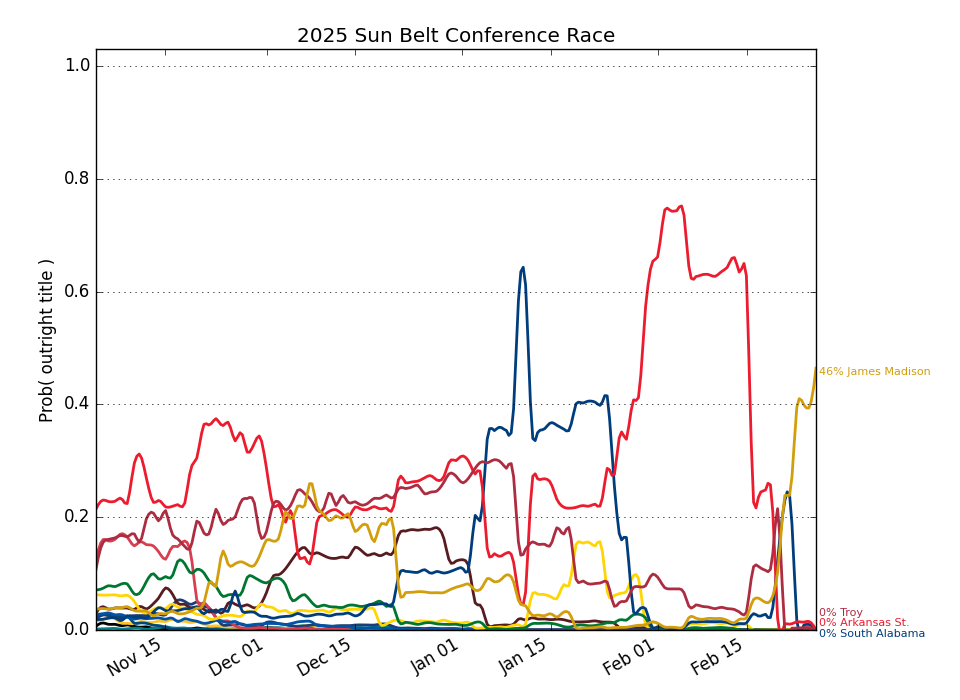 2025 Sun Belt Conference Race
Prob( outright title )
1.0
0.8
0.6
0.4
0.2
0.0
Nov 15
Dec 01
Dec 15
Jan 01
Jan 15
Feb 01
Feb 15
46% James Madison
0% Troy
0% Arkansas St.
0% South Alabama